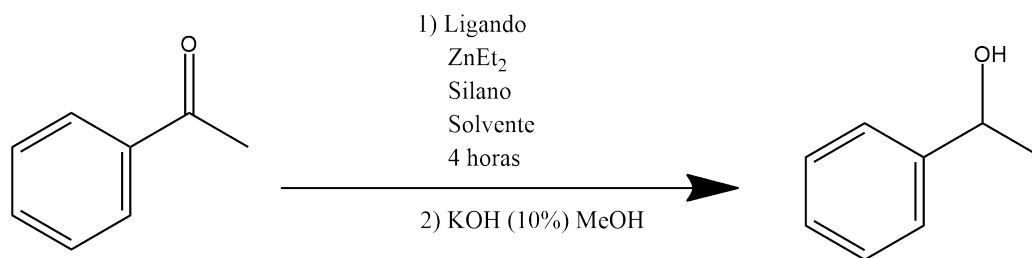 O
1) Ligando
ZnEt₂
Silano
Solvente
4 horas
2) KOH (10%) MeOH
OH